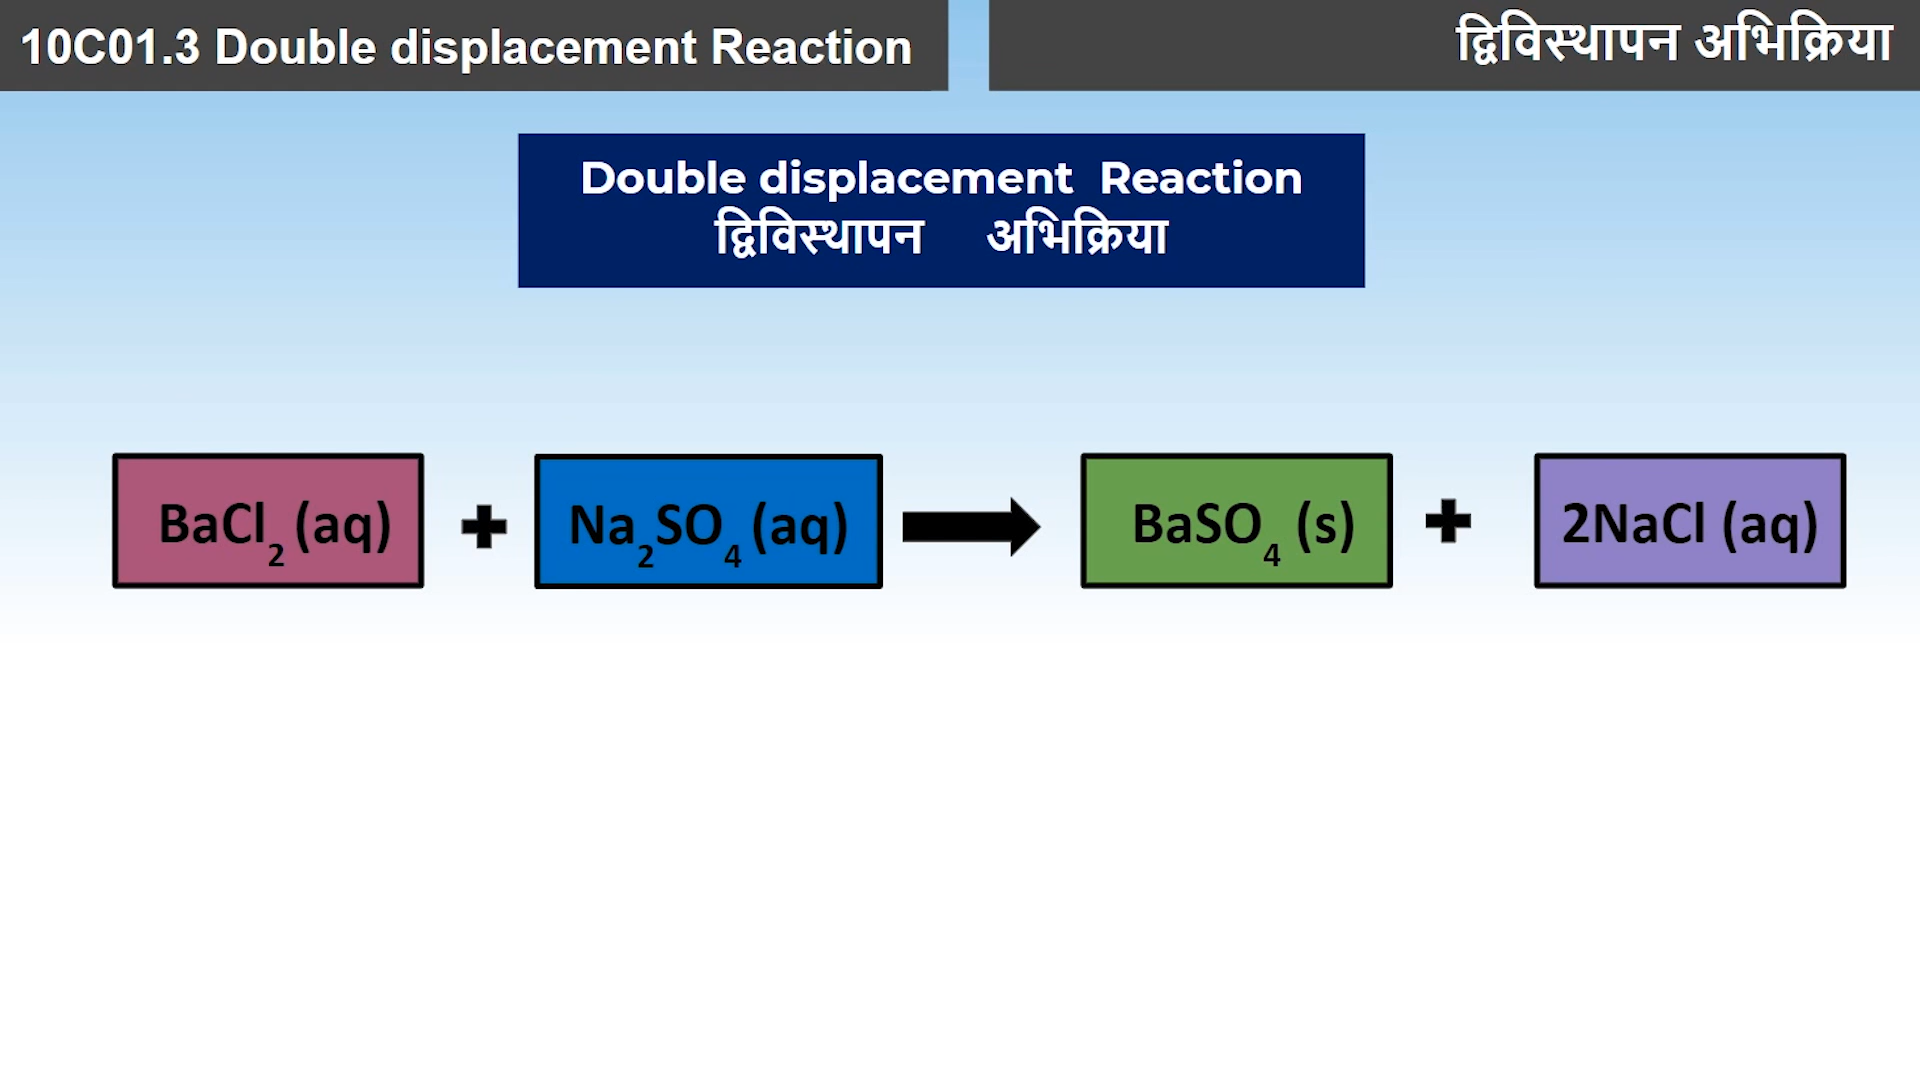 10C01.3 Double displacement Reaction
द्विविस्थापन अभिक्रिया
Double displacement Reaction
द्विविस्थापन अभिक्रिया
BaCl₂ (aq) + Na₂SO₄ (aq) → BaSO₄ (s) + 2NaCl (aq)